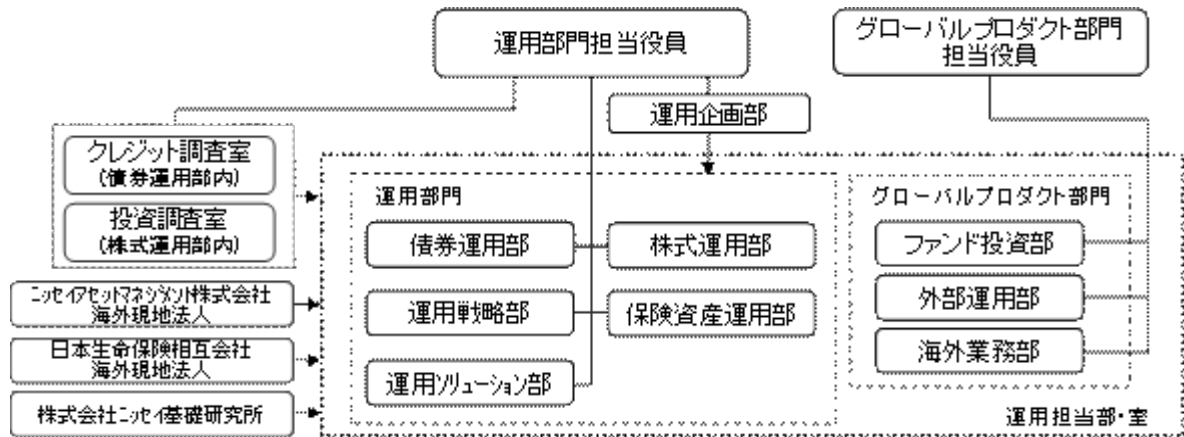 運用部門担当役員
グローバルプロダクト部門
担当役員
運用企画部
クレジット調査室
(債券運用部内)
投資調査室
(株式運用部内)
ニッセイアセットマネジメント株式会社
海外現地法人
日本生命保険相互会社
海外現地法人
株式会社ニッセイ基礎研究所
運用部門
債券運用部
株式運用部
運用戦略部
保険資産運用部
運用ソリューション部
グローバルプロダクト部門
ファンド投資部
外部運用部
海外業務部
運用担当部・室